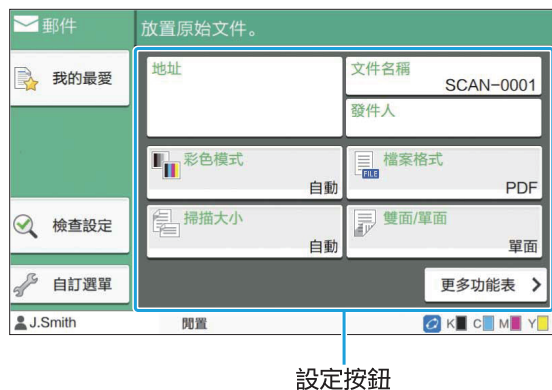 郵件
放置原始文件。
我的最愛
地址
文件名稱
SCAN-0001
發件人
彩色模式
自動
FILE
檔案格式
PDF
檢查設定
掃描大小
自動
雙面/單面
單面
自訂選單
更多功能表
J.Smith
閒置
K C M Y
設定按鈕